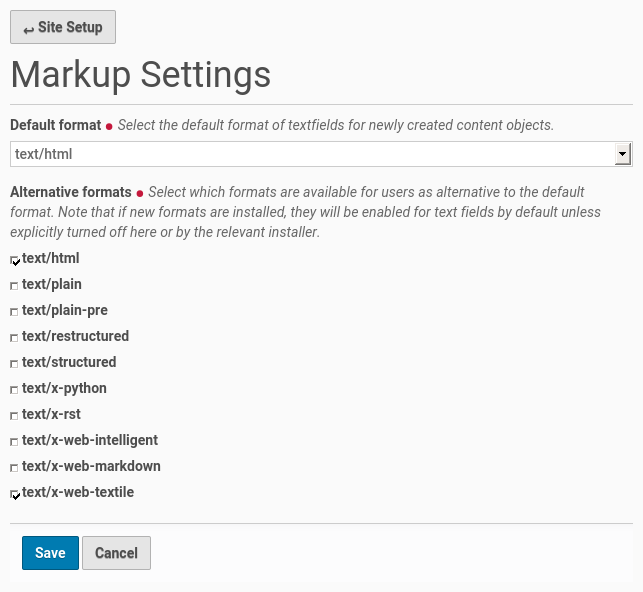 Site Setup
Markup Settings
Default format Select the default format of textfields for newly created content objects.
text/html
Alternative formats Select which formats are available for users as alternative to the default
format. Note that if new formats are installed, they will be enabled for text fields by default unless
explicitly turned off here or by the relevant installer.
text/html
text/plain
text/plain-pre
text/restructured
text/structured
text/x-python
text/x-rst
text/x-web-intelligent
text/x-web-markdown
text/x-web-textile
Save Cancel